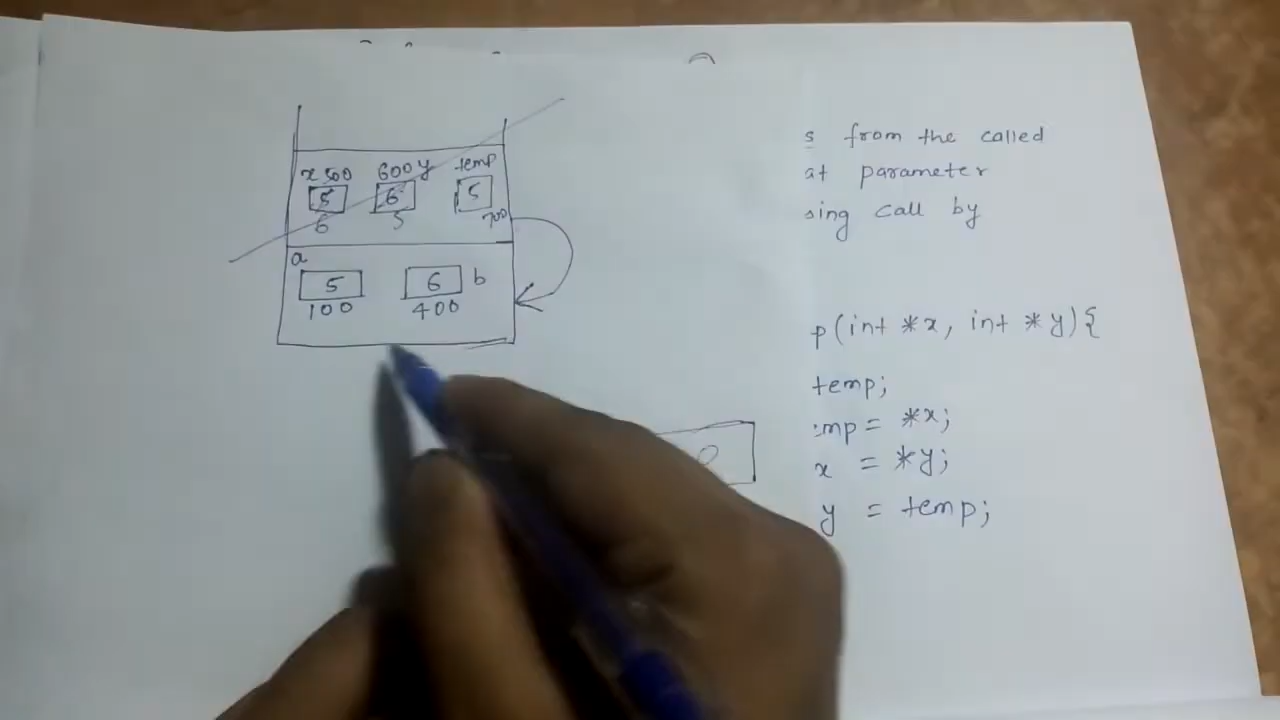 x 500 600 y temp
5 6 5
6 5 700
a
5 6 b
100 400
s from the called
at parameter
sing call by
p(int *x, int *y){
temp;
mp = *x;
x = *y;
y = temp;